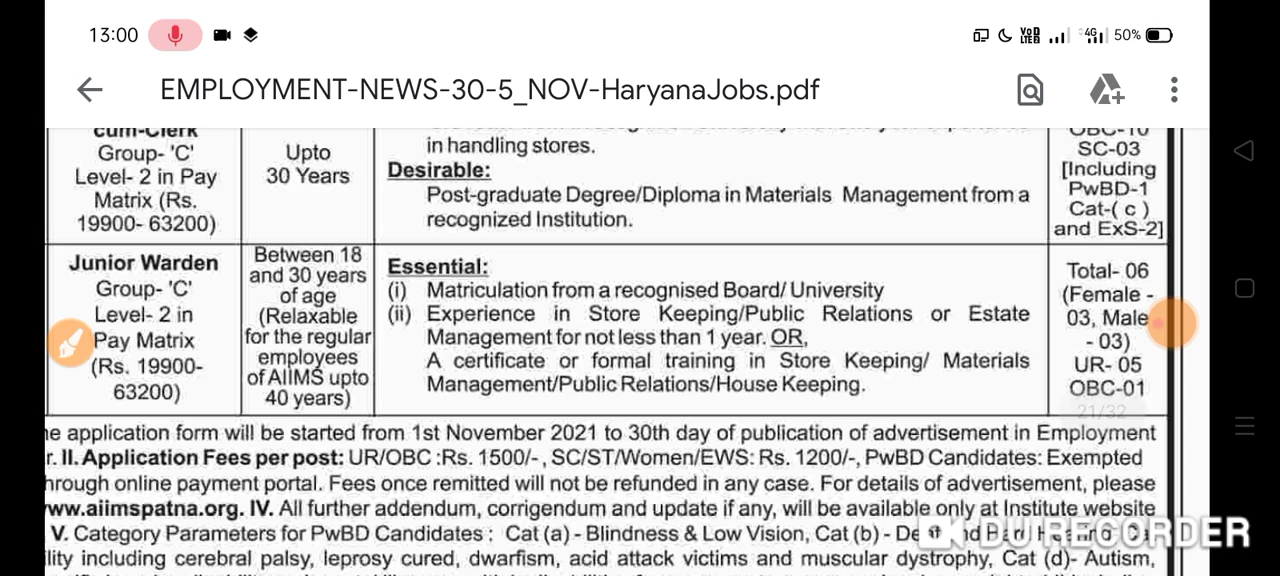 13:00
VoD LTE2 4G 50%
EMPLOYMENT-NEWS-30-5_NOV-HaryanaJobs.pdf
cum-Clerk
Group- 'C'
Level- 2 in Pay
Matrix (Rs.
19900- 63200)
Upto
30 Years
in handling stores.
Desirable:
Post-graduate Degree/Diploma in Materials Management from a
recognized Institution.
OBC-10
SC-03
[Including
PwBD-1
Cat-( c )
and ExS-2]
Junior Warden
Group- 'C'
Level- 2 in
Pay Matrix
(Rs. 19900-
63200)
Between 18
and 30 years
of age
(Relaxable
for the regular
employees
of AIIMS upto
40 years)
Essential:
(i) Matriculation from a recognised Board/ University
(ii) Experience in Store Keeping/Public Relations or Estate
Management for not less than 1 year. OR,
A certificate or formal training in Store Keeping/ Materials
Management/Public Relations/House Keeping.
Total- 06
(Female -
03, Male
- 03)
UR- 05
OBC-01
21/32
e application form will be started from 1st November 2021 to 30th day of publication of advertisement in Employment
r. II. Application Fees per post: UR/OBC :Rs. 1500/- , SC/ST/Women/EWS: Rs. 1200/-, PwBD Candidates: Exempted
hrough online payment portal. Fees once remitted will not be refunded in any case. For details of advertisement, please
ww.aiimspatna.org. IV. All further addendum, corrigendum and update if any, will be available only at Institute website
V. Category Parameters for PwBD Candidates : Cat (a) - Blindness & Low Vision, Cat (b) -
DU RECORDER
lity including cerebral palsy, leprosy cured, dwarfism, acid attack victims and muscular dystrophy, Cat (d)- Autism,